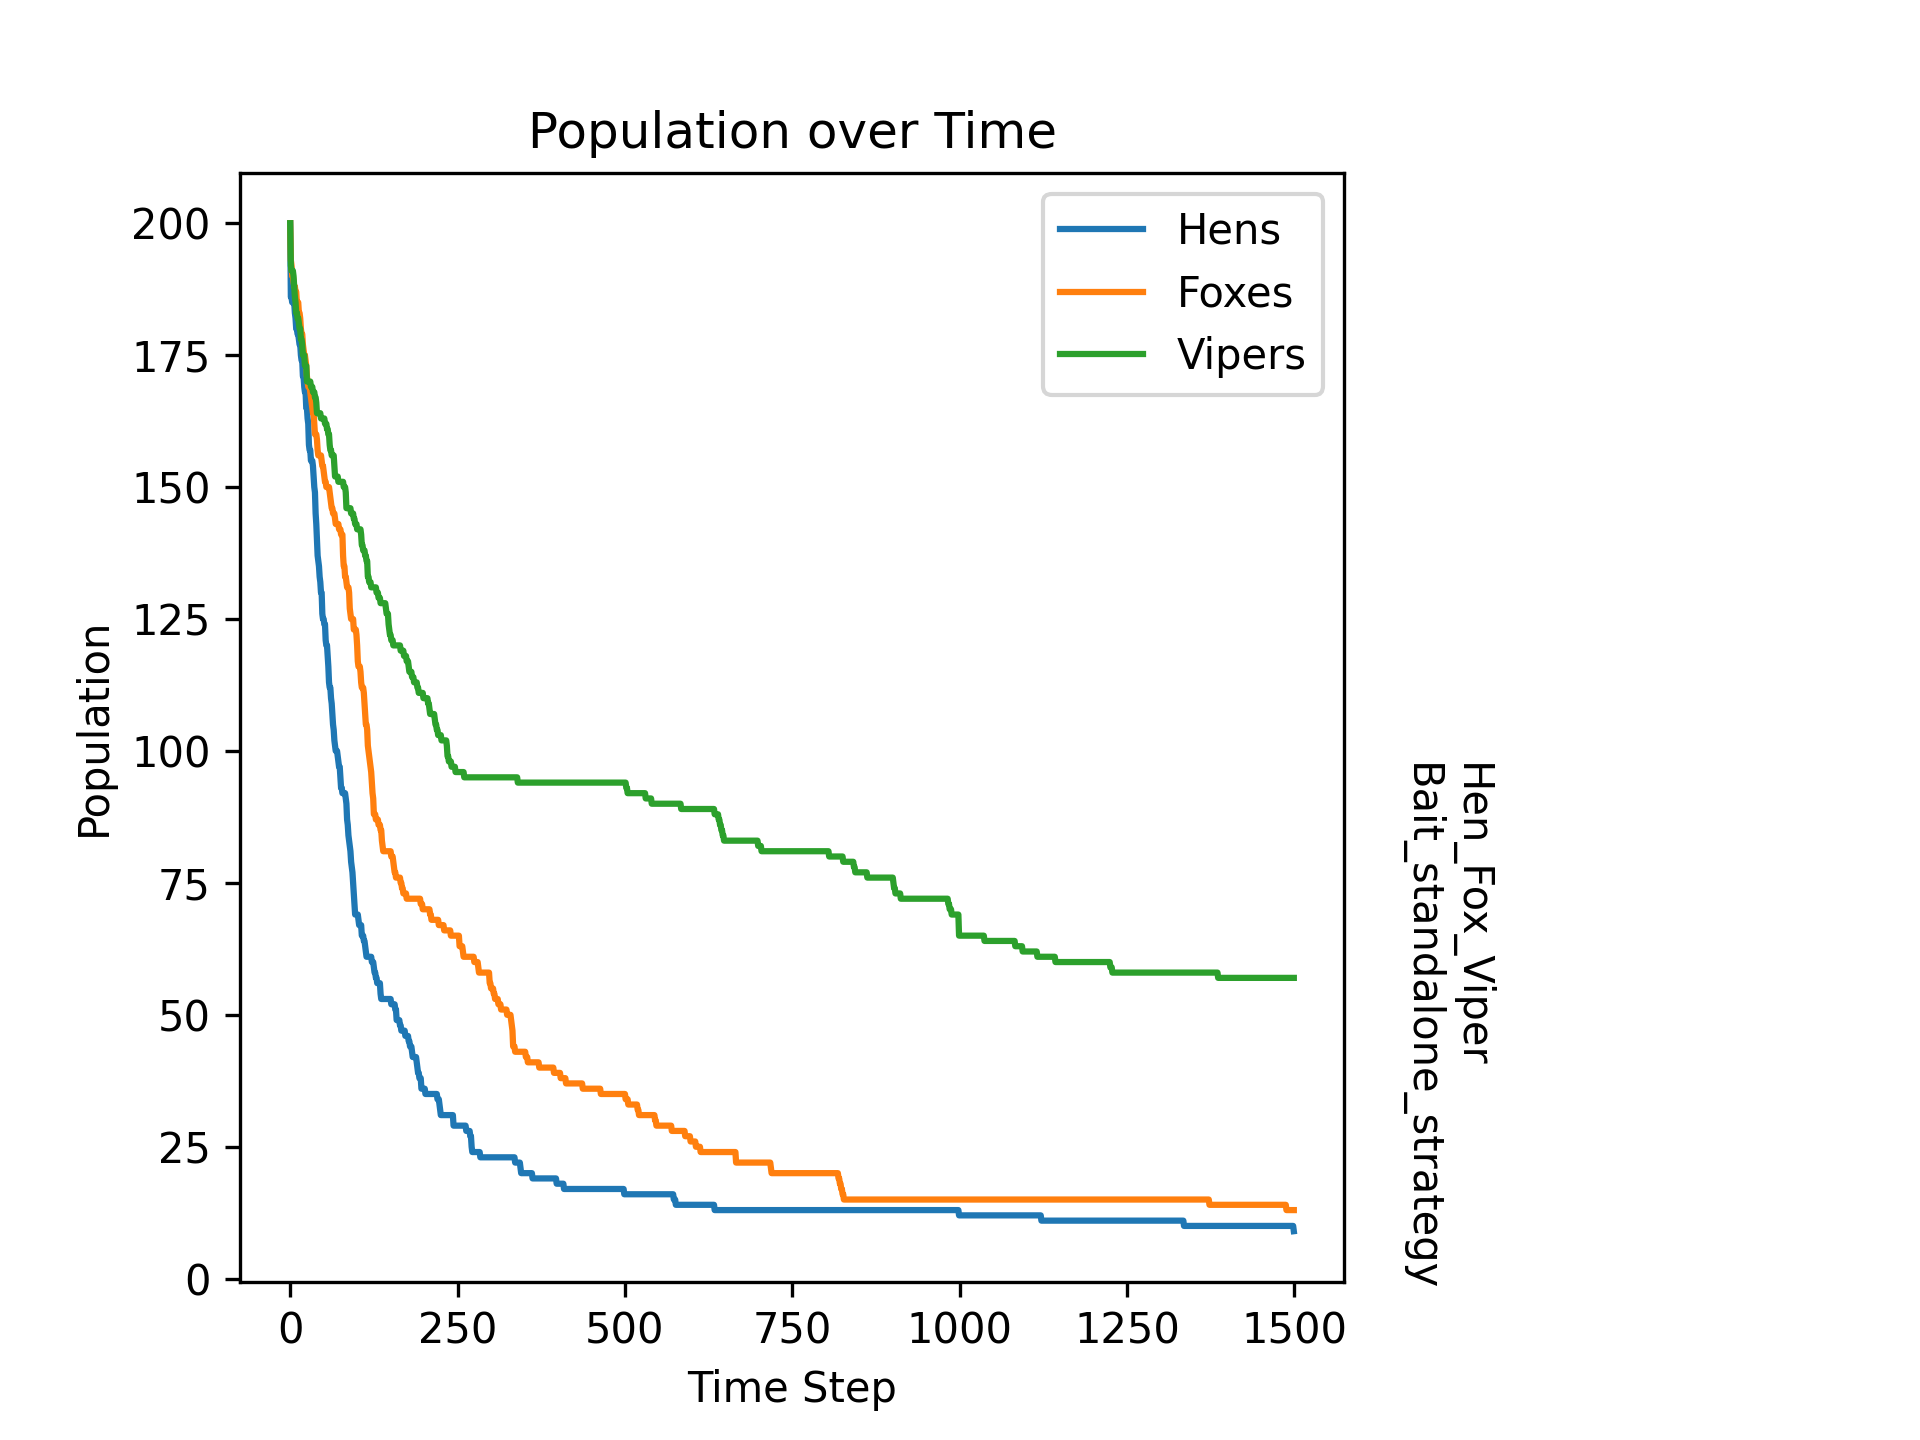 Population over Time
Hens
Foxes
Vipers
200
175
150
125
100
75
50
25
0
Population
0 250 500 750 1000 1250 1500
Time Step
Hen_Fox_Viper
Bait_standalone_strategy